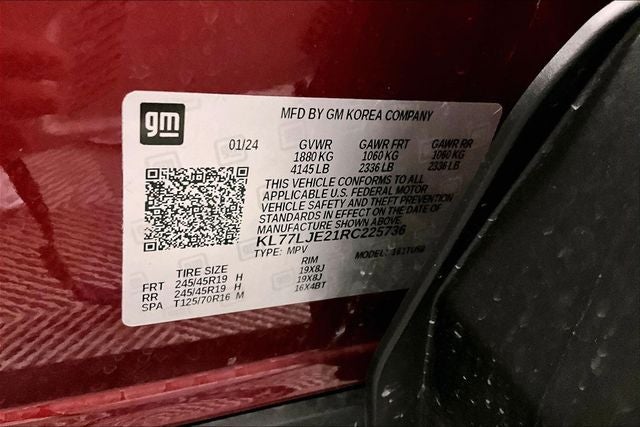 gm
MFD BY GM KOREA COMPANY
01/24 GVWR GAWR FRT GAWR RR
1880 KG 1060 KG 1060 KG
4145 LB 2336 LB 2336 LB
THIS VEHICLE CONFORMS TO ALL
APPLICABLE U.S. FEDERAL MOTOR
VEHICLE SAFETY AND THEFT PREVENTION
STANDARDS IN EFFECT ON THE DATE OF
MANUFACTURE SHOWN ABOVE.
KL77LJE21RC225736
TYPE: MPV MODEL: 1S1TU58
TIRE SIZE RIM
FRT 245/45R19 H 19X8J
RR 245/45R19 H 19X8J
SPA T125/70R16 M 16X4BT